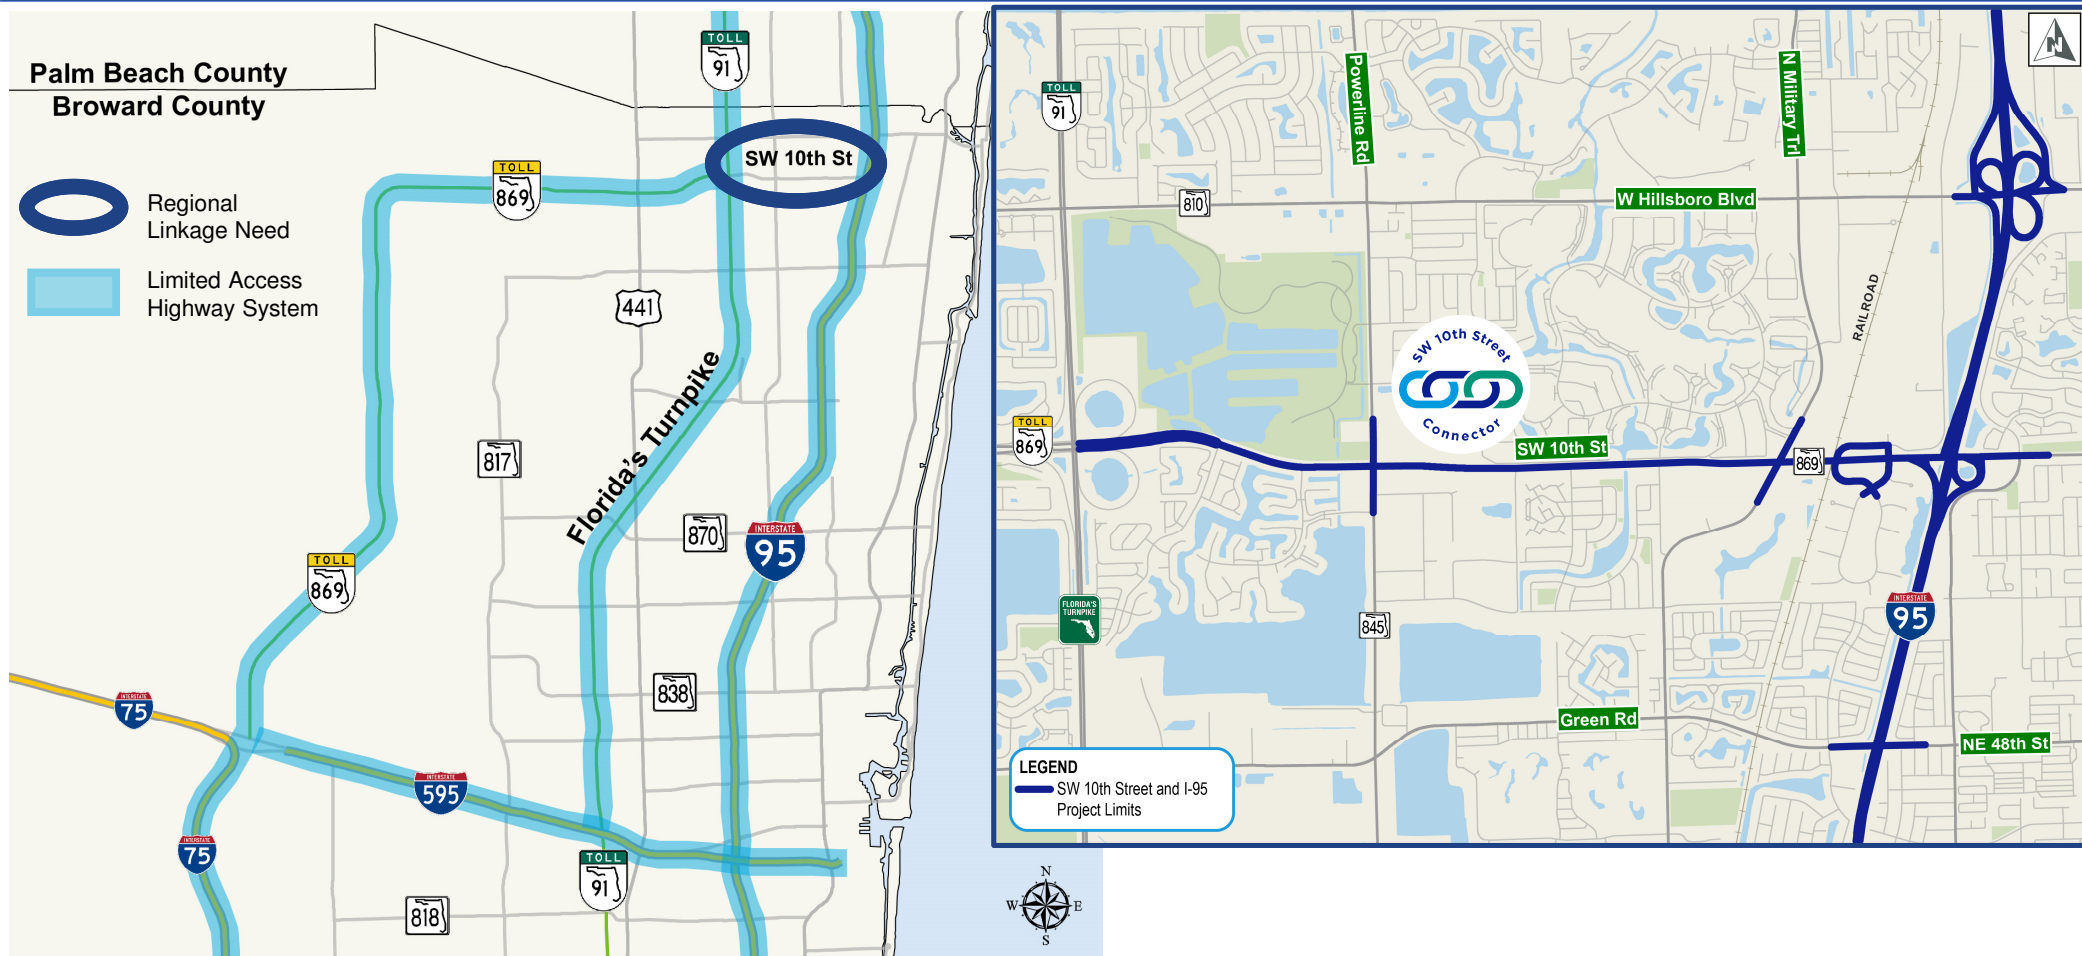 Palm Beach County
Broward County
Regional
Linkage Need
Limited Access
Highway System
TOLL
91
SW 10th St
TOLL
869
441
Florida's Turnpike
817
870
INTERSTATE
95
TOLL
869
838
INTERSTATE
75
INTERSTATE
595
INTERSTATE
75
TOLL
91
818
N
W
E
S
N
TOLL
91
Powerline Rd
N Military Trl
810
W Hillsboro Blvd
RAILROAD
SW 10th Street
Connector
TOLL
869
SW 10th St
869
FLORIDA'S
TURNPIKE
845
INTERSTATE
95
Green Rd
NE 48th St
LEGEND
SW 10th Street and I-95
Project Limits